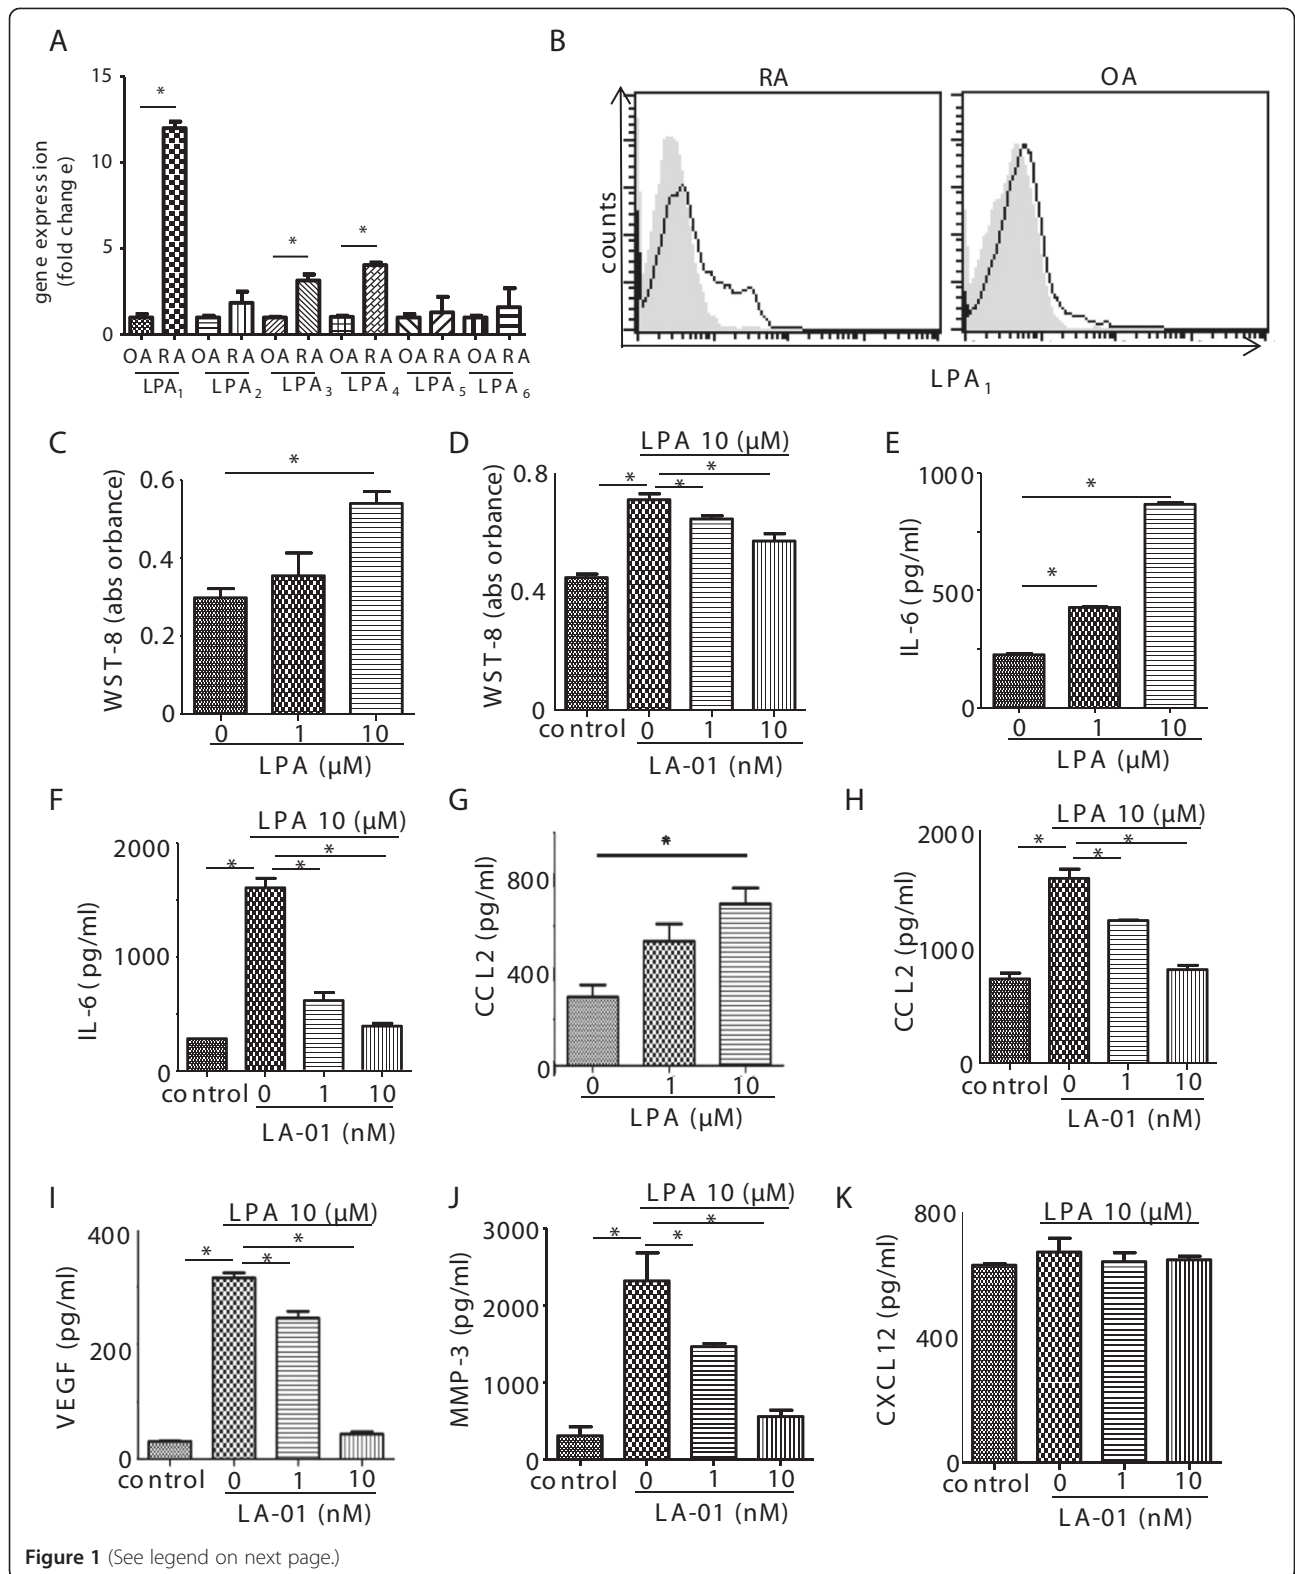 A
15
*
10
gene expression
(fold change)
*
*
5
0
OA RA OA RA OA RA OA RA OA RA OA RA
LPA1 LPA2 LPA3 LPA4 LPA5 LPA6
B
RA OA
counts
LPA1
C
*
0.6
WST-8 (absorbance)
0.4
0.2
0
0 1 10
LPA (μM)
D
LPA 10 (μM)
0.8
* * *
WST-8 (absorbance)
0.4
0
control 0 1 10
LA-01 (nM)
E
1000
*
*
IL-6 (pg/ml)
500
0
0 1 10
LPA (μM)
F
LPA 10 (μM)
2000
* * *
IL-6 (pg/ml)
1000
0
control 0 1 10
LA-01 (nM)
G
*
800
CCL2 (pg/ml)
400
0
0 1 10
LPA (μM)
H
LPA 10 (μM)
2000
* * *
CCL2 (pg/ml)
1000
0
control 0 1 10
LA-01 (nM)
I
LPA 10 (μM)
400
* * *
VEGF (pg/ml)
200
0
control 0 1 10
LA-01 (nM)
J
LPA 10 (μM)
3000
* * *
MMP-3 (pg/ml)
2000
1000
0
control 0 1 10
LA-01 (nM)
K
LPA 10 (μM)
800
CXCL12 (pg/ml)
400
0
control 0 1 10
LA-01 (nM)
Figure 1 (See legend on next page.)